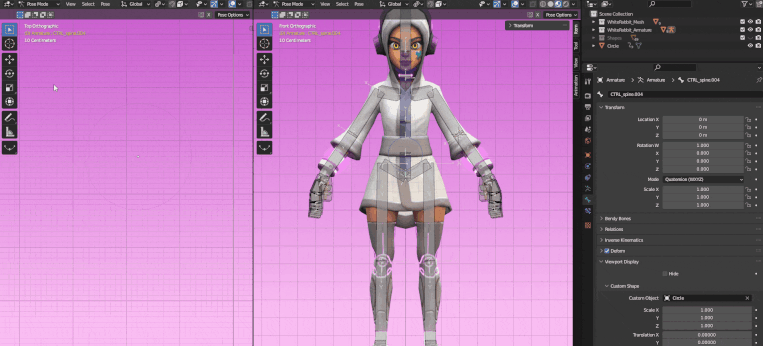 Pose Mode View Select Pose
Pose Options
Top Orthographic
(0) Armature : CTRL_spine.004
10 Centimeters
Pose Mode View Select Pose
Pose Options
Front Orthographic
(0) Armature : CTRL_spine.004
10 Centimeters
Transform
Item
Tool
View
Animation
Scene Collection
WhiteRabbit_Mesh
WhiteRabbit_Armature
Shapes
Circle
Armature
Armature
CTRL_spine.004
CTRL_spine.004
Transform
Location X 0 m
Y 0 m
Z 0 m
Rotation W 1.000
X 0.000
Y 0.000
Z 0.000
Mode Quaternion (WXYZ)
Scale X 1.000
Y 1.000
Z 1.000
Bendy Bones
Relations
Inverse Kinematics
Deform
Viewport Display
Hide
Custom Shape
Custom Object Circle
Scale X 1.000
Y 1.000
Z 1.000
Translation X 0.00000
Y 0.00000